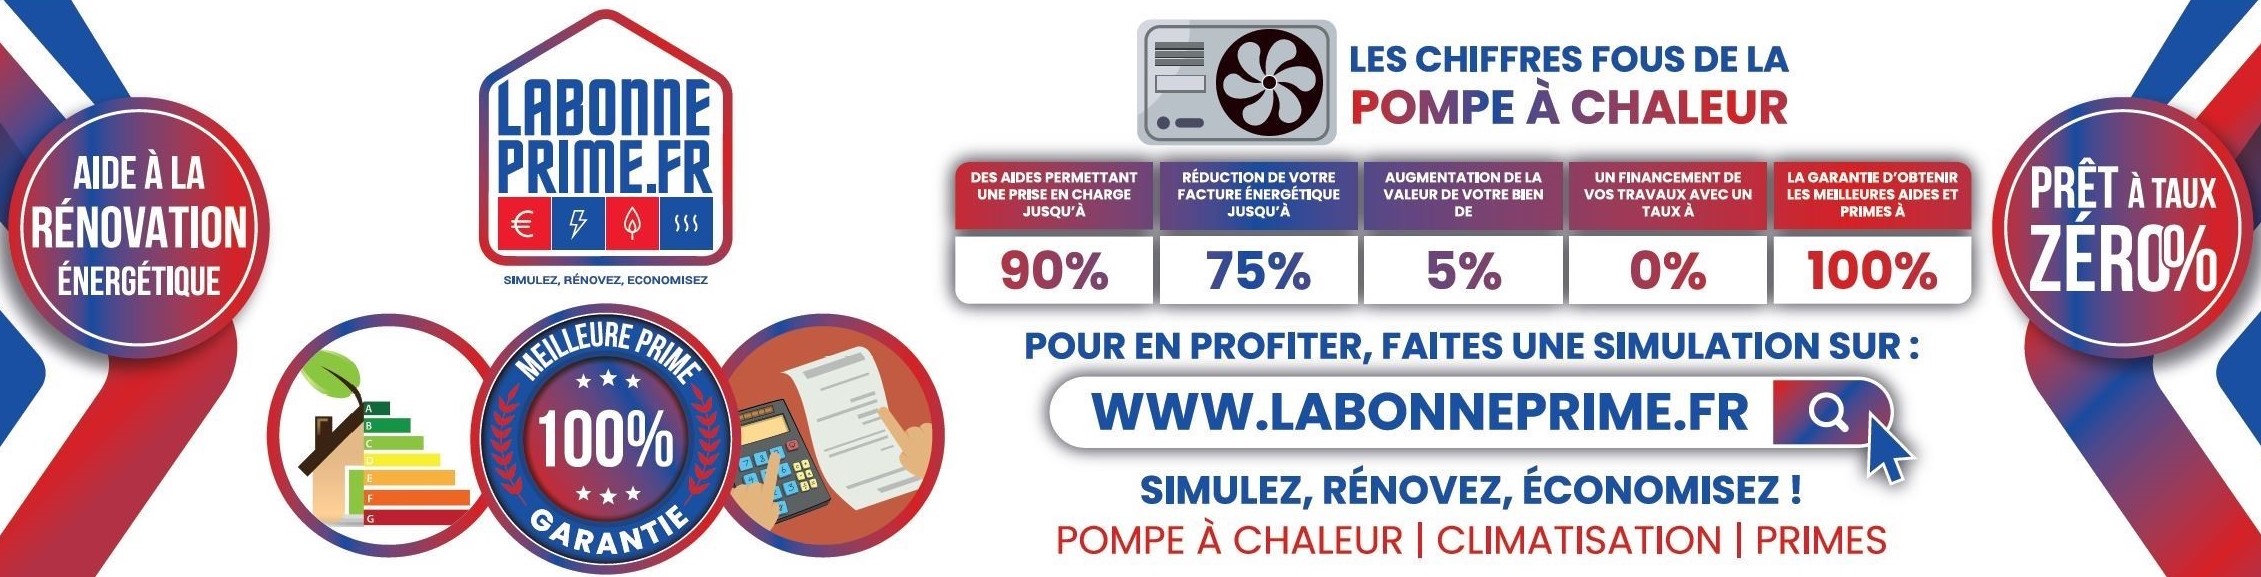 AIDE À LA
RÉNOVATION
ÉNERGÉTIQUE
LABONNE
PRIME.FR
€
SIMULEZ, RÉNOVEZ, ECONOMISEZ
A
B
C
D
E
F
G
MEILLEURE PRIME
100%
GARANTIE
LES CHIFFRES FOUS DE LA
POMPE À CHALEUR
DES AIDES PERMETTANT
UNE PRISE EN CHARGE
JUSQU'À
90%
RÉDUCTION DE VOTRE
FACTURE ÉNERGÉTIQUE
JUSQU'À
75%
AUGMENTATION DE LA
VALEUR DE VOTRE BIEN
DE
5%
UN FINANCEMENT DE
VOS TRAVAUX AVEC UN
TAUX À
0%
LA GARANTIE D'OBTENIR
LES MEILLEURES AIDES ET
PRIMES À
100%
POUR EN PROFITER, FAITES UNE SIMULATION SUR :
WWW.LABONNEPRIME.FR
SIMULEZ, RÉNOVEZ, ÉCONOMISEZ !
POMPE À CHALEUR | CLIMATISATION | PRIMES
PRÊT À TAUX
ZÉRO%